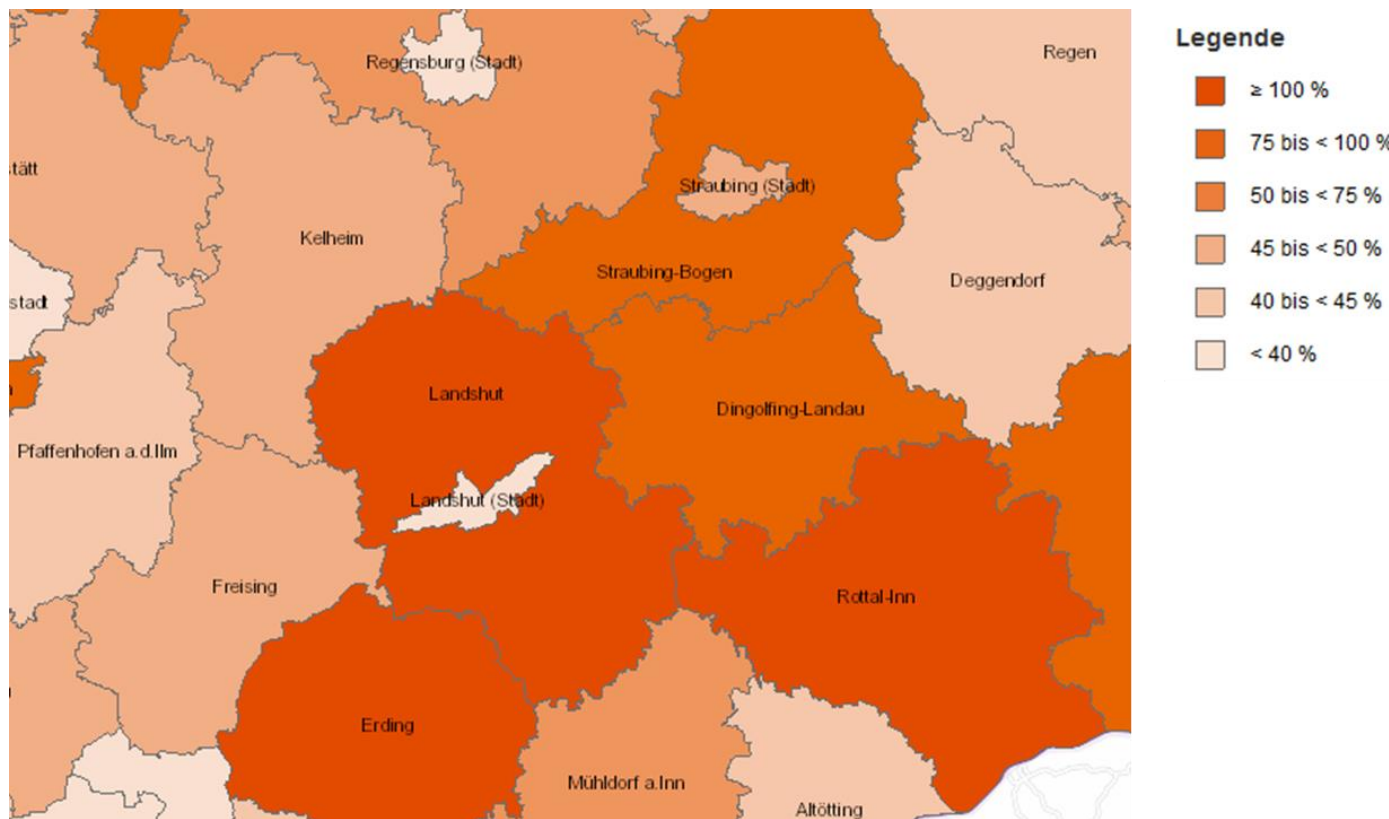 Regensburg (Stadt)
Regen
Legende
≥ 100 %
75 bis < 100 %
50 bis < 75 %
45 bis < 50 %
40 bis < 45 %
< 40 %
stätt
Straubing (Stadt)
Kelheim
Straubing-Bogen
Deggendorf
stadt
Landshut
Dingolfing-Landau
Pfaffenhofen a.d.Ilm
Landshut (Stadt)
Freising
Rottal-Inn
Erding
Mühldorf a.Inn
Altötting